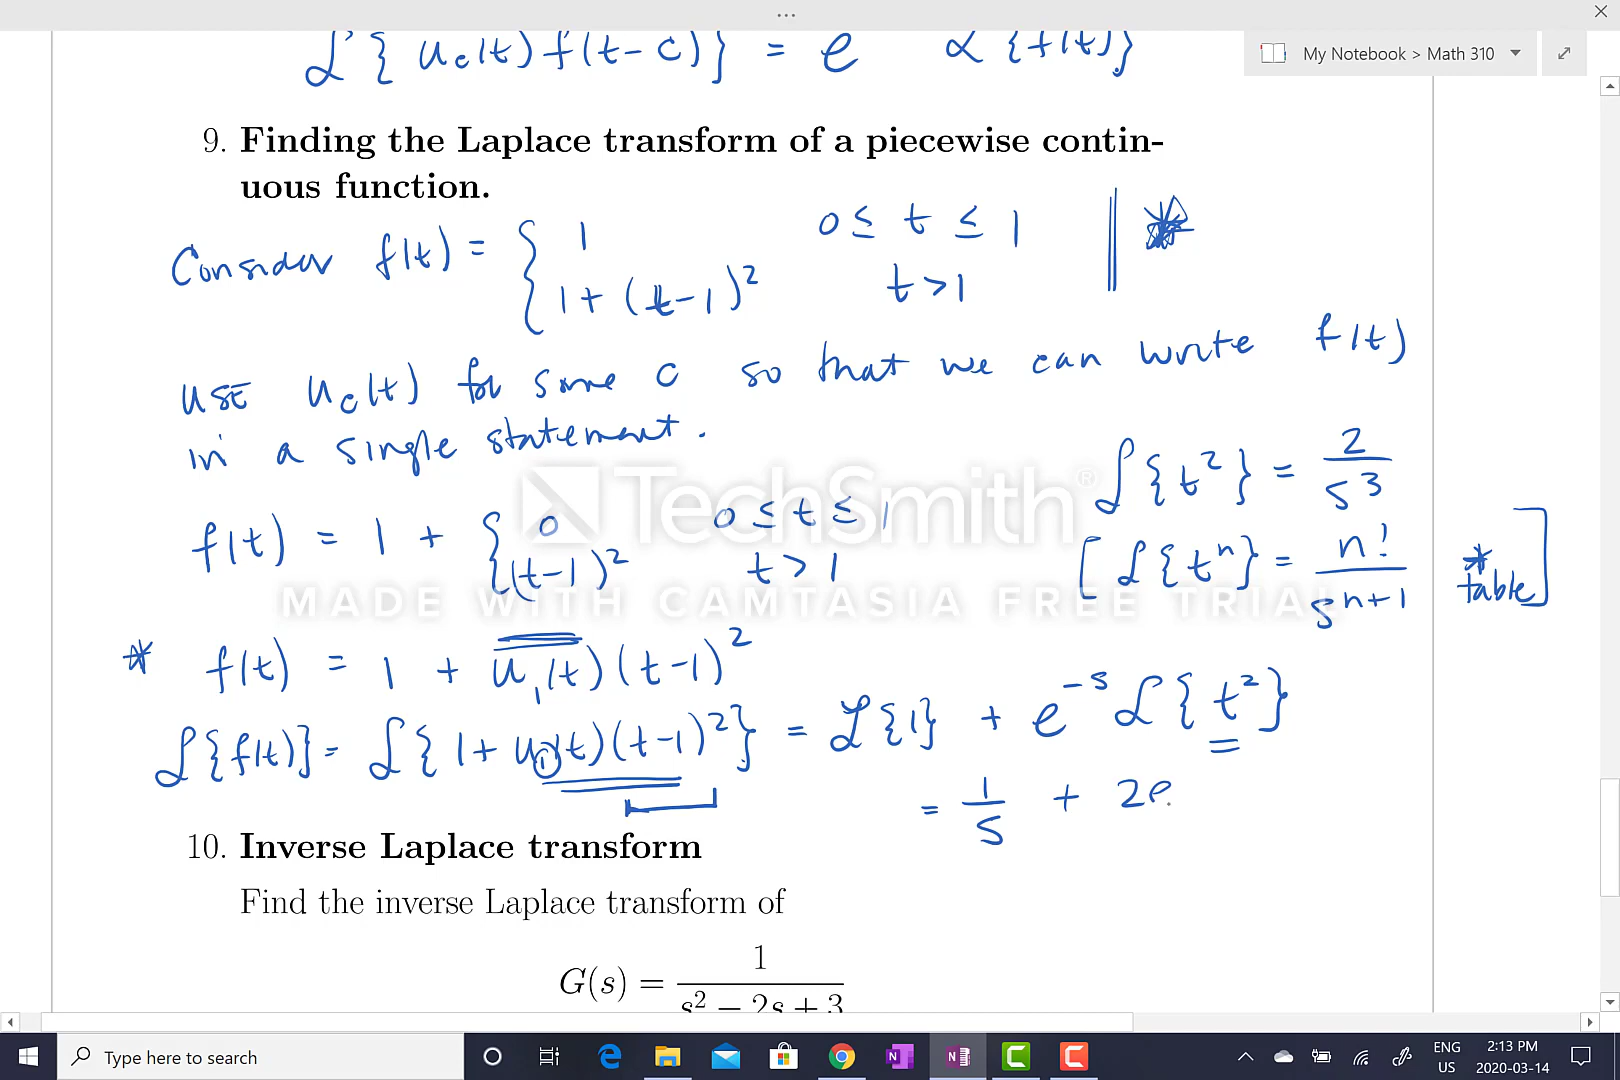 ...
My Notebook > Math 310
ℒ{u_c(t)f(t-c)} = e ℒ{f(t)}
9. Finding the Laplace transform of a piecewise contin-
uous function.
Consider f(t) = { 1 0 ≤ t ≤ 1 *
1 + (t-1)² t > 1
USE u_c(t) for some c so that we can write f(t)
in a single statement.
ℒ{t²} = 2/s³
f(t) = 1 + { 0 0 ≤ t ≤ 1
(t-1)² t > 1
[ℒ{tⁿ} = n!/sⁿ⁺¹ * table]
TechSmith®
MADE WITH CAMTASIA FREE TRIAL
* f(t) = 1 + u₁(t)(t-1)²
ℒ{f(t)} = ℒ{1 + u₁(t)(t-1)²} = ℒ{1} + e⁻ˢ ℒ{t²}
= 1/s + 2e
10. Inverse Laplace transform
Find the inverse Laplace transform of
G(s) = 1/(s² − 2s + 3
Type here to search
ENG
US
2:13 PM
2020-03-14